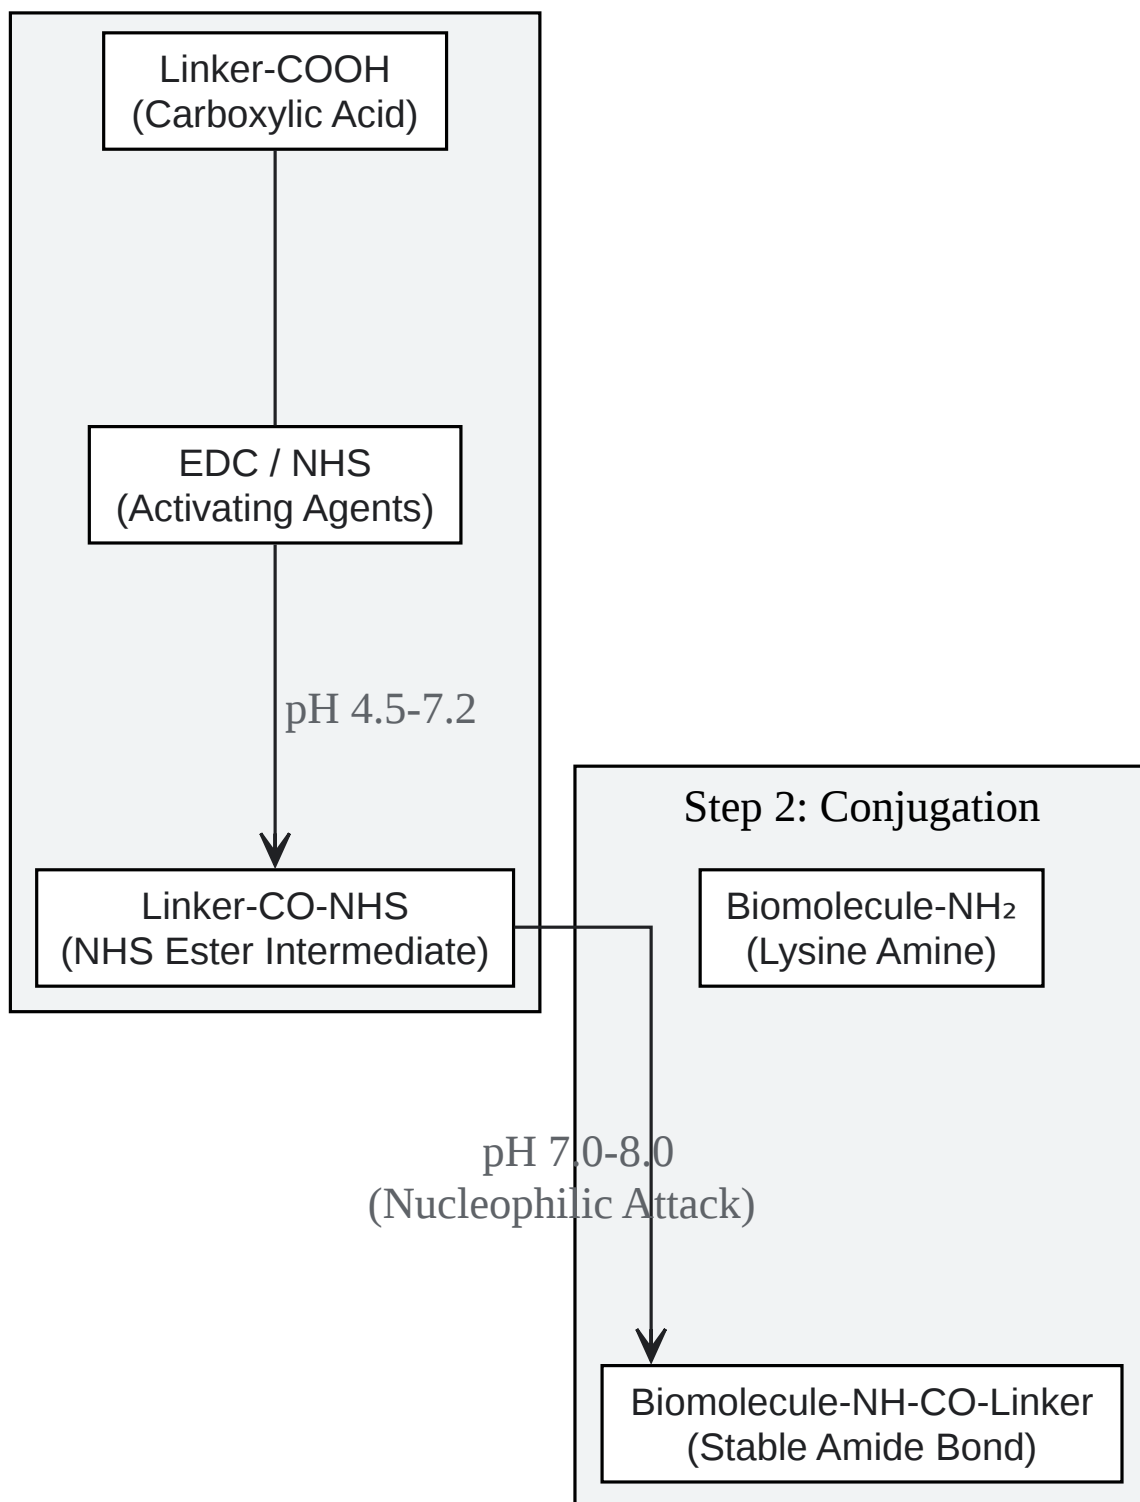 Linker-COOH
(Carboxylic Acid)
EDC / NHS
(Activating Agents)
pH 4.5-7.2
Step 2: Conjugation
Linker-CO-NHS
(NHS Ester Intermediate)
Biomolecule-NH₂
(Lysine Amine)
pH 7.0-8.0
(Nucleophilic Attack)
Biomolecule-NH-CO-Linker
(Stable Amide Bond)